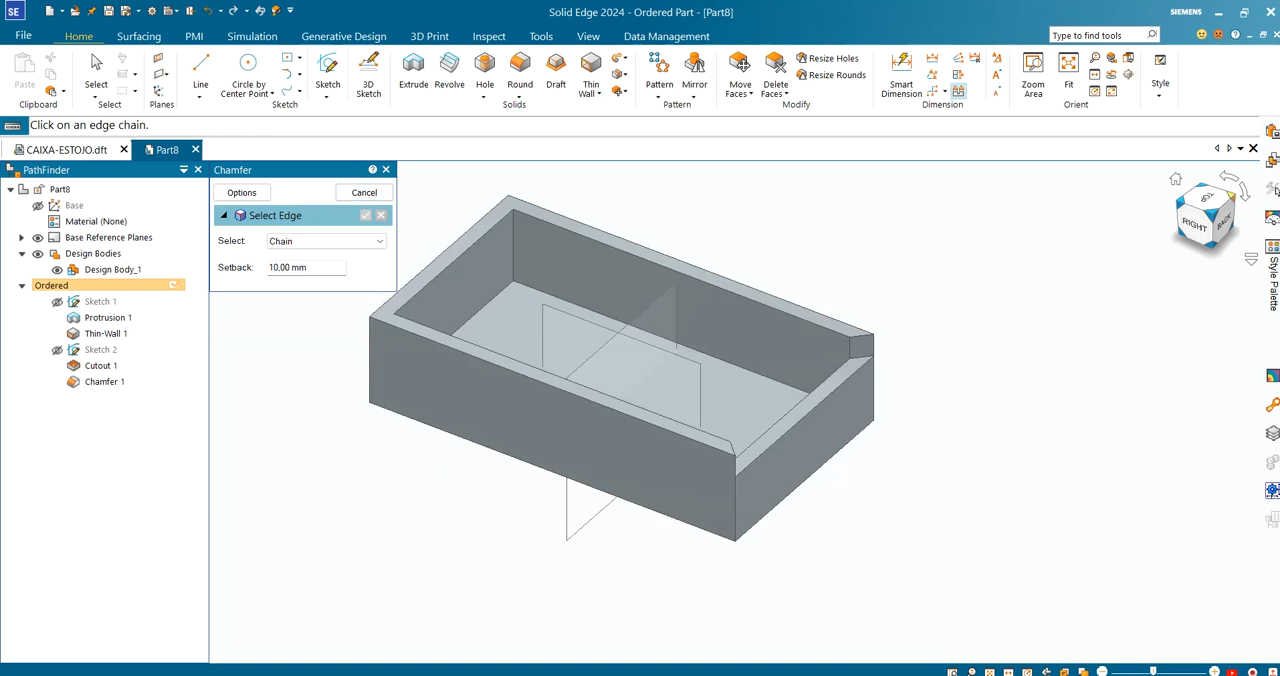 SE
Solid Edge 2024 - Ordered Part - [Part8]
SIEMENS
File Home Surfacing PMI Simulation Generative Design 3D Print Inspect Tools View Data Management
Type to find tools
Paste
Select
Line
Circle by Center Point
Sketch
3D Sketch
Extrude
Revolve
Hole
Round
Draft
Thin Wall
Pattern
Mirror
Move Faces
Delete Faces
Resize Holes
Resize Rounds
Smart Dimension
Zoom Area
Fit
Style
Clipboard
Select
Planes
Sketch
Solids
Pattern
Modify
Dimension
Orient
Click on an edge chain.
CAIXA-ESTOJO.dft
Part8
PathFinder
Part8
Base
Material (None)
Base Reference Planes
Design Bodies
Design Body_1
Ordered
Sketch 1
Protrusion 1
Thin-Wall 1
Sketch 2
Cutout 1
Chamfer 1
Chamfer
Options
Cancel
Select Edge
Select: Chain
Setback: 10,00 mm
TOP
RIGHT
BACK
Style Palette